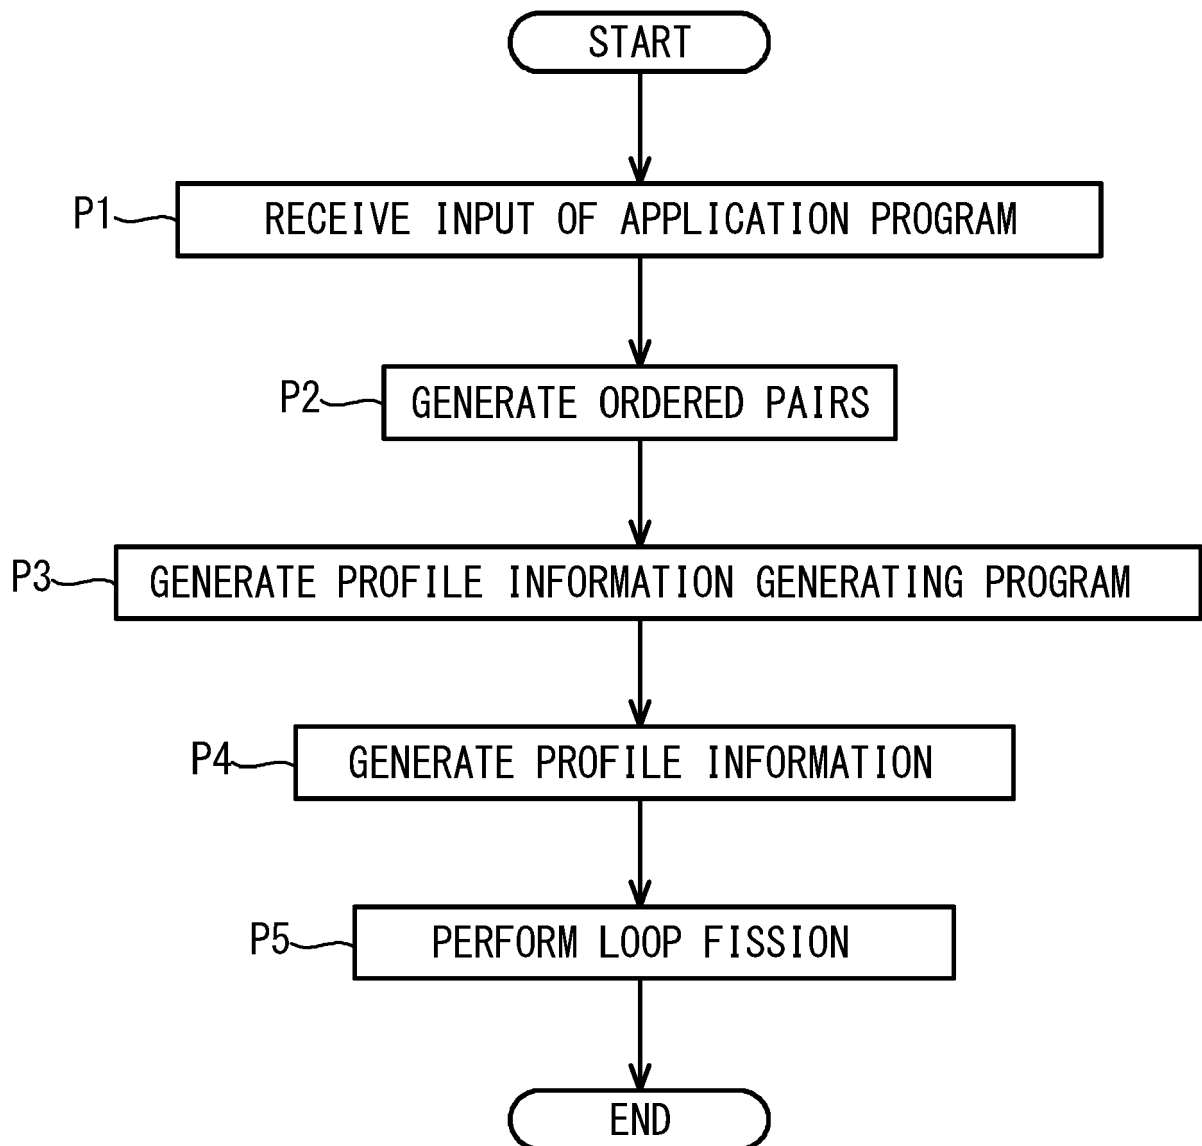 START
P1 RECEIVE INPUT OF APPLICATION PROGRAM
P2 GENERATE ORDERED PAIRS
P3 GENERATE PROFILE INFORMATION GENERATING PROGRAM
P4 GENERATE PROFILE INFORMATION
P5 PERFORM LOOP FISSION
END